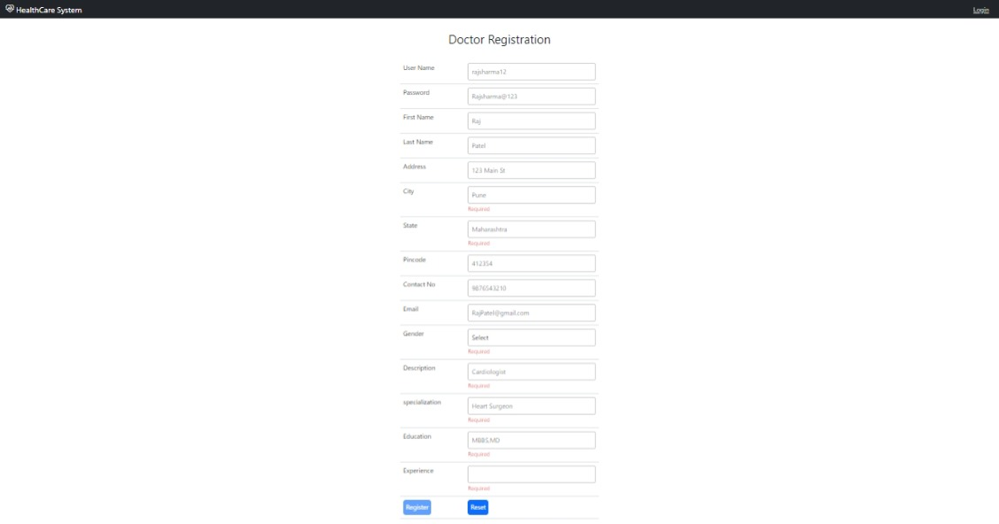 HealthCare System Login
Doctor Registration
User Name rajsharma12
Password Rajsharma@123
First Name Raj
Last Name Patel
Address 123 Main St
City Pune
Required
State Maharashtra
Required
Pincode 412354
Contact No 9876543210
Email RajPatel@gmail.com
Gender Select
Required
Description Cardiologist
Required
specialization Heart Surgeon
Required
Education MBBS,MD
Required
Experience
Required
Register Reset